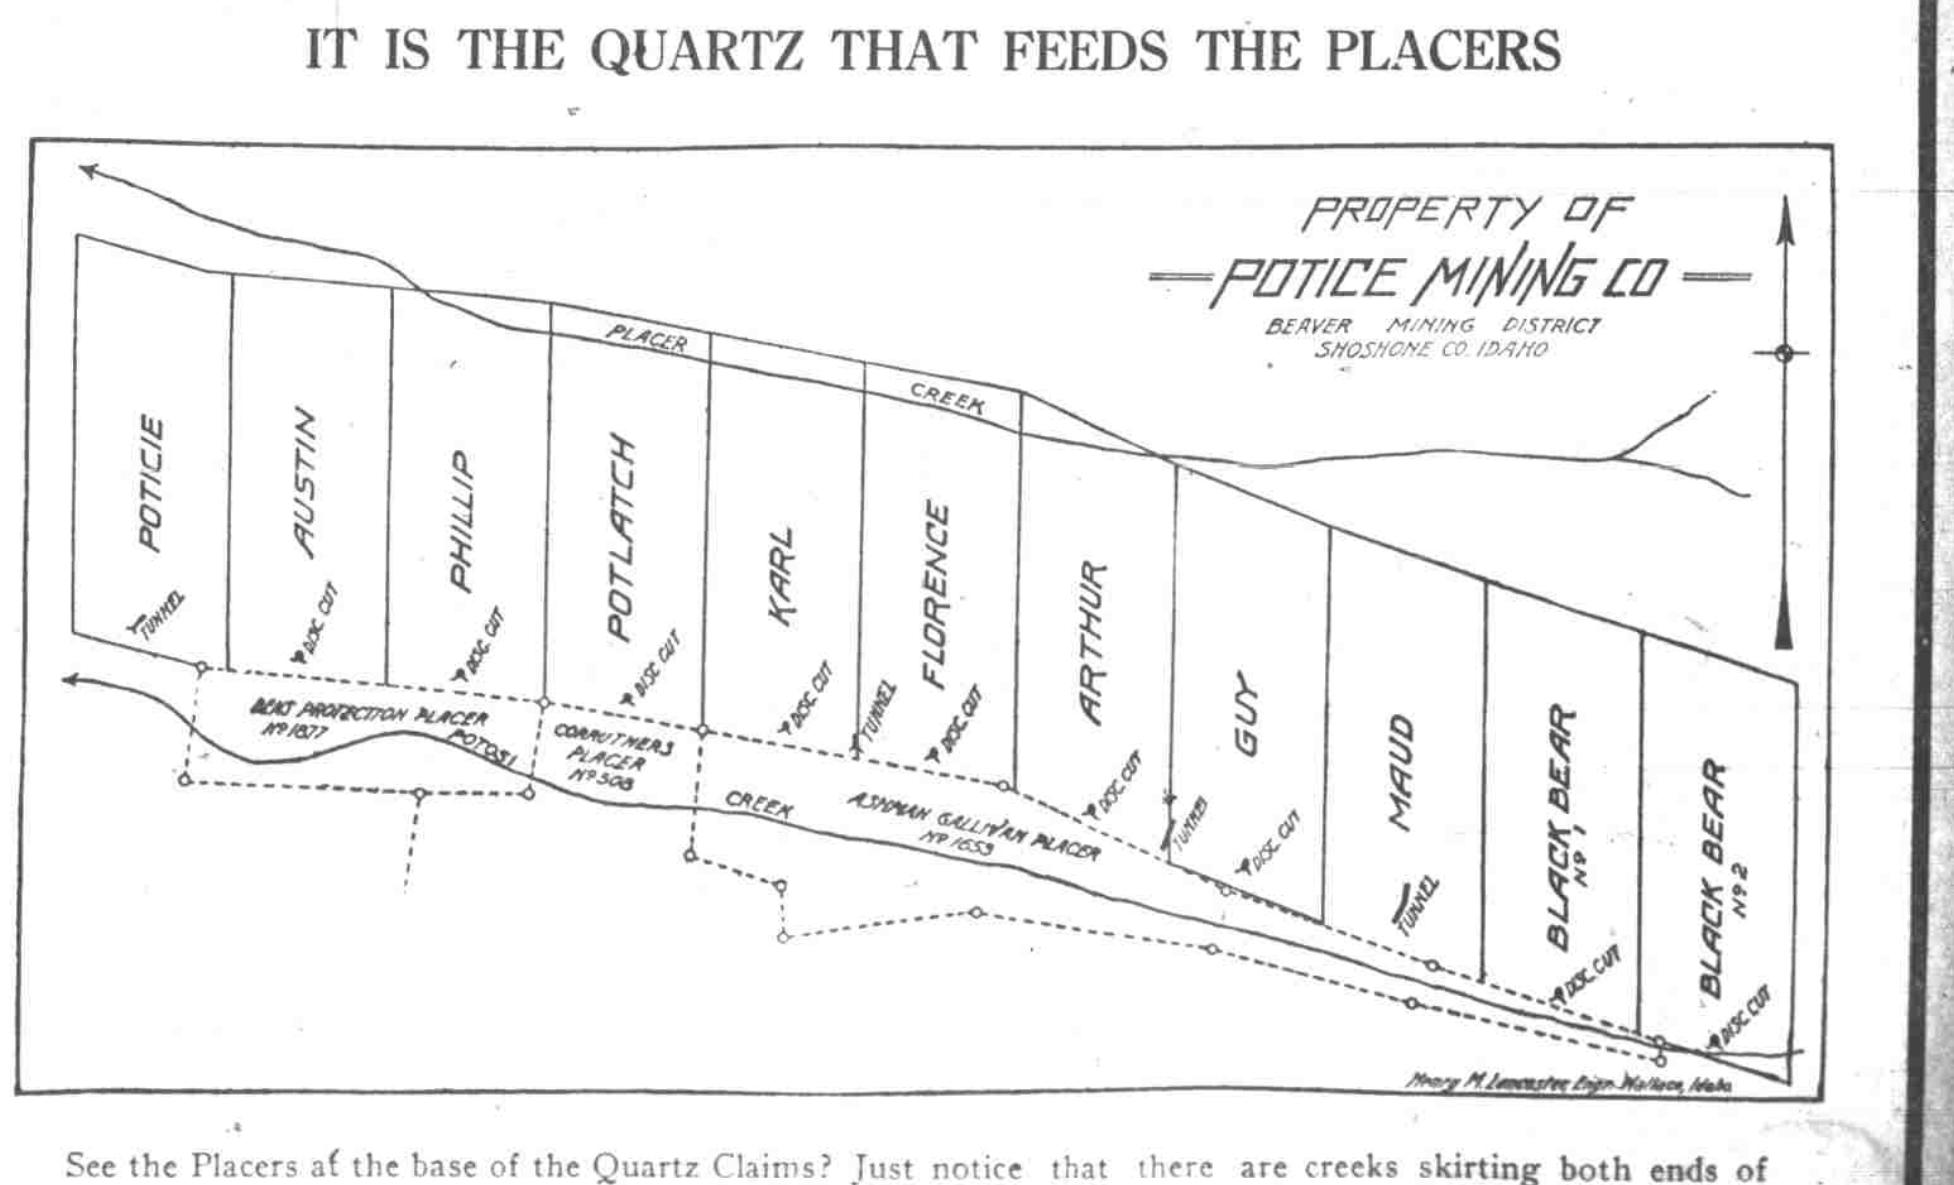 IT IS THE QUARTZ THAT FEEDS THE PLACERS
PROPERTY OF
POTICE MINING CO
BEAVER MINING DISTRICT
SHOSHONE CO. IDAHO
PLACER
CREEK
POTICIE
AUSTIN
PHILLIP
POTLATCH
KARL
FLORENCE
ARTHUR
GUY
MAUD
BLACK BEAR
Nº 1
BLACK BEAR
Nº 2
TUNNEL
DISC. CUT
DISC. CUT
DISC. CUT
DISC. CUT
TUNNEL
DISC. CUT
DISC. CUT
TUNNEL
DISC. CUT
TUNNEL
DISC. CUT
DISC. CUT
PROTECTION PLACER
Nº 1877
POTOSI
CORRUTHERS
PLACER
Nº 508
CREEK
ASHMAN GALLIVAN PLACER
Nº 1653
Henry M. Lancaster, Engr. Wallace, Idaho
See the Placers at the base of the Quartz Claims? Just notice that there are creeks skirting both ends of